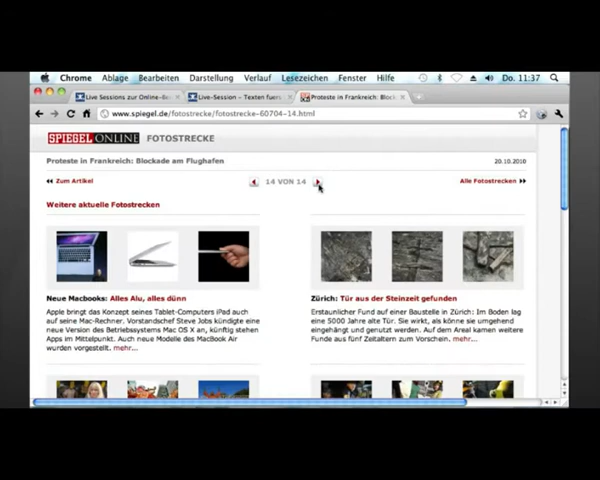 Chrome Ablage Bearbeiten Darstellung Verlauf Lesezeichen Fenster Hilfe Do. 11:37
Live Sessions zur Online-Be Live-Session – Texten fuers Proteste in Frankreich: Block
www.spiegel.de/fotostrecke/fotostrecke-60704-14.html
SPIEGEL ONLINE FOTOSTRECKE
Proteste in Frankreich: Blockade am Flughafen 20.10.2010
Zum Artikel 14 VON 14 Alle Fotostrecken
Weitere aktuelle Fotostrecken
Neue Macbooks: Alles Alu, alles dünn
Apple bringt das Konzept seines Tablet-Computers iPad auch
auf seine Mac-Rechner. Vorstandschef Steve Jobs kündigte eine
neue Version des Betriebssystems Mac OS X an, künftig stehen
Apps im Mittelpunkt. Auch neue Modelle des MacBook Air
wurden vorgestellt. mehr...
Zürich: Tür aus der Steinzeit gefunden
Erstaunlicher Fund auf einer Baustelle in Zürich: Im Boden lag
eine 5000 Jahre alte Tür. Sie wirkt, als könne sie umgehend
eingehängt und genutzt werden. Auf dem Areal kamen weitere
Funde aus fünf Zeitaltern zum Vorschein. mehr...